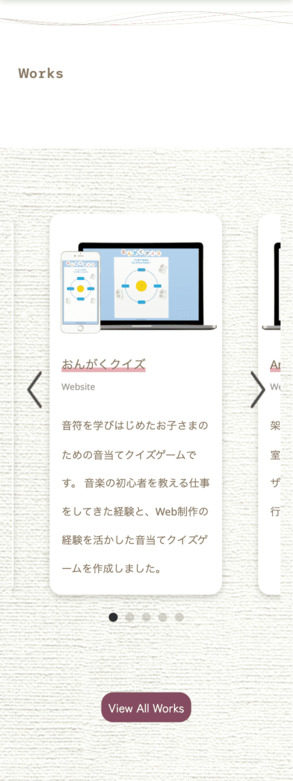 Works
おんがくクイズ
Website
音符を学びはじめたお子さまの
ための音当てクイズゲームで
す。 音楽の初心者を教える仕事
をしてきた経験と、Web制作の
経験を活かした音当てクイズゲ
ームを作成しました。
架
室
ザ
行
View All Works